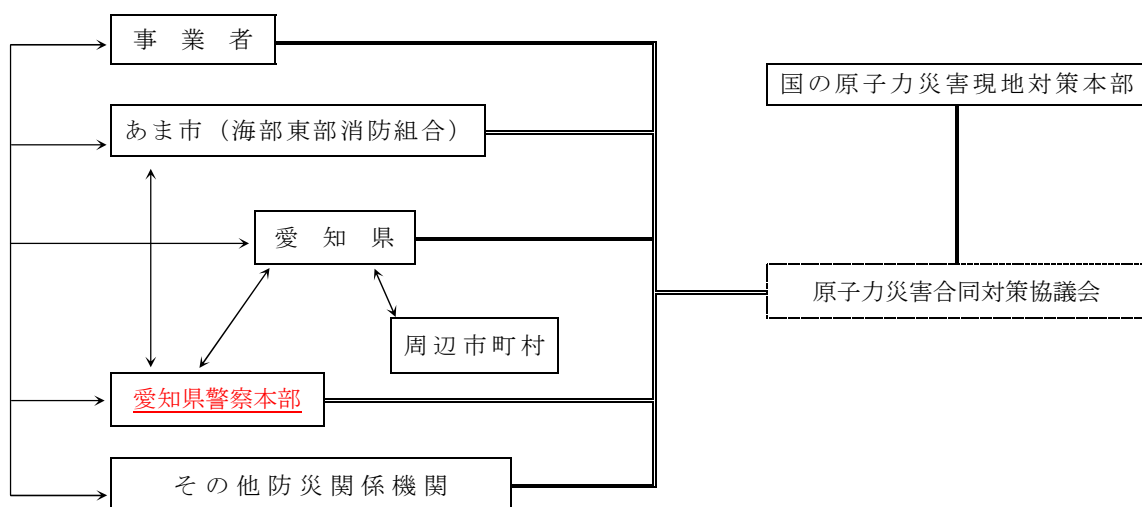 事業者
国の原子力災害現地対策本部
あま市（海部東部消防組合）
愛知県
原子力災害合同対策協議会
周辺市町村
愛知県警察本部
その他防災関係機関